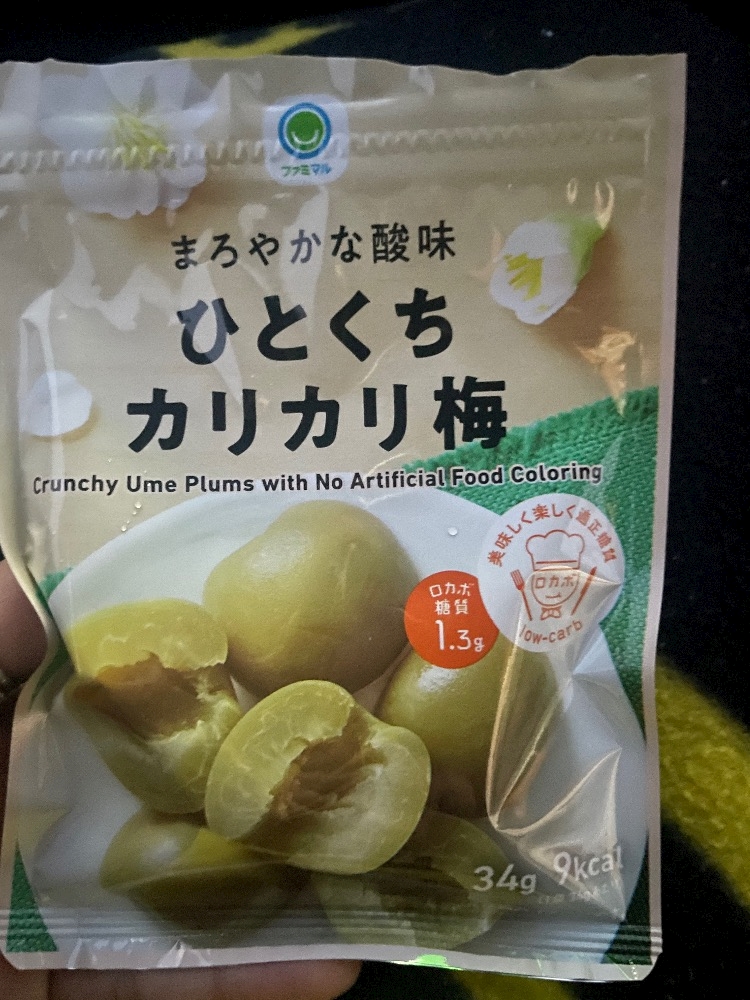 ファミマル
まろやかな酸味
ひとくち
カリカリ梅
Crunchy Ume Plums with No Artificial Food Coloring
美味しく楽しく適正糖質
ロカボ
low-carb
ロカボ
糖質
1.3g
34g 9kcal